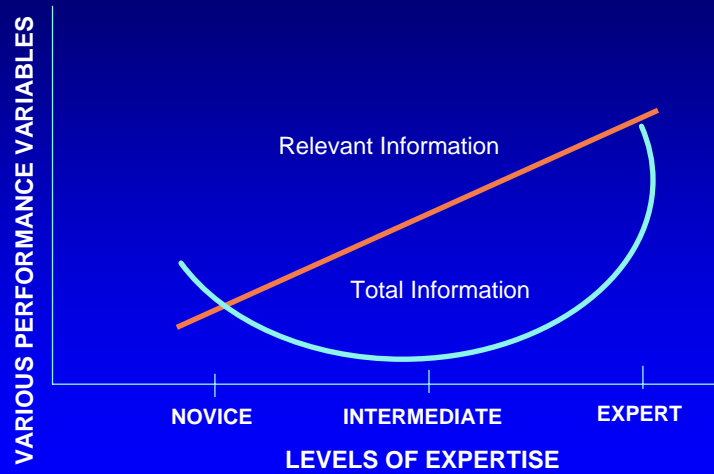 VARIOUS PERFORMANCE VARIABLES
Relevant Information
Total Information
NOVICE
INTERMEDIATE
EXPERT
LEVELS OF EXPERTISE